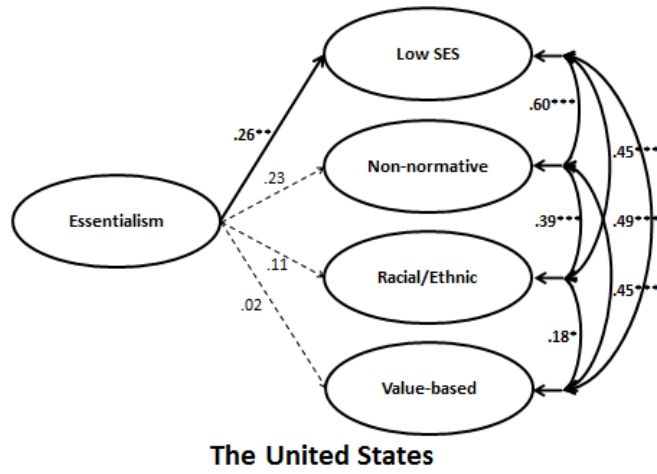 Low SES
.60***
.26**
.45***
Non-normative
.23
Essentialism
.39***
.49***
.11
Racial/Ethnic
.45***
.02
.18*
Value-based
The United States